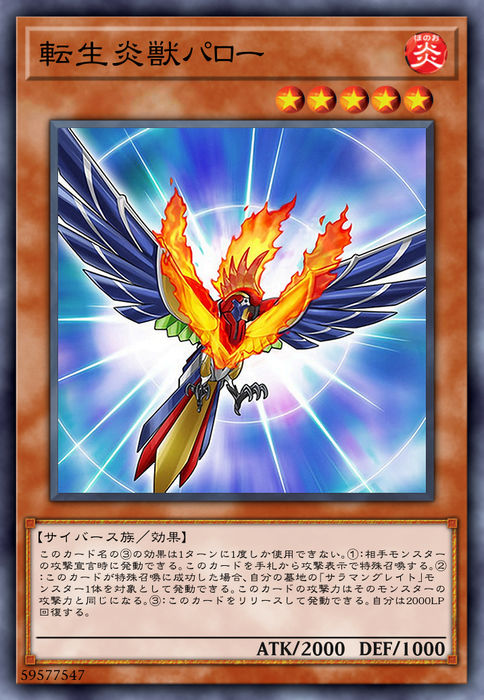 転生炎獣パロー
ほのお
炎
【サイバース族／効果】
このカード名の③の効果は1ターンに1度しか使用できない。①：相手モンスター
の攻撃宣言時に発動できる。このカードを手札から攻撃表示で特殊召喚する。②
：このカードが特殊召喚に成功した場合、自分の墓地の「サラマングレイト」モ
ンスター1体を対象として発動できる。このカードの攻撃力はそのモンスターの
攻撃力と同じになる。③：このカードをリリースして発動できる。自分は2000LP
回復する。
ATK/2000 DEF/1000
59577547